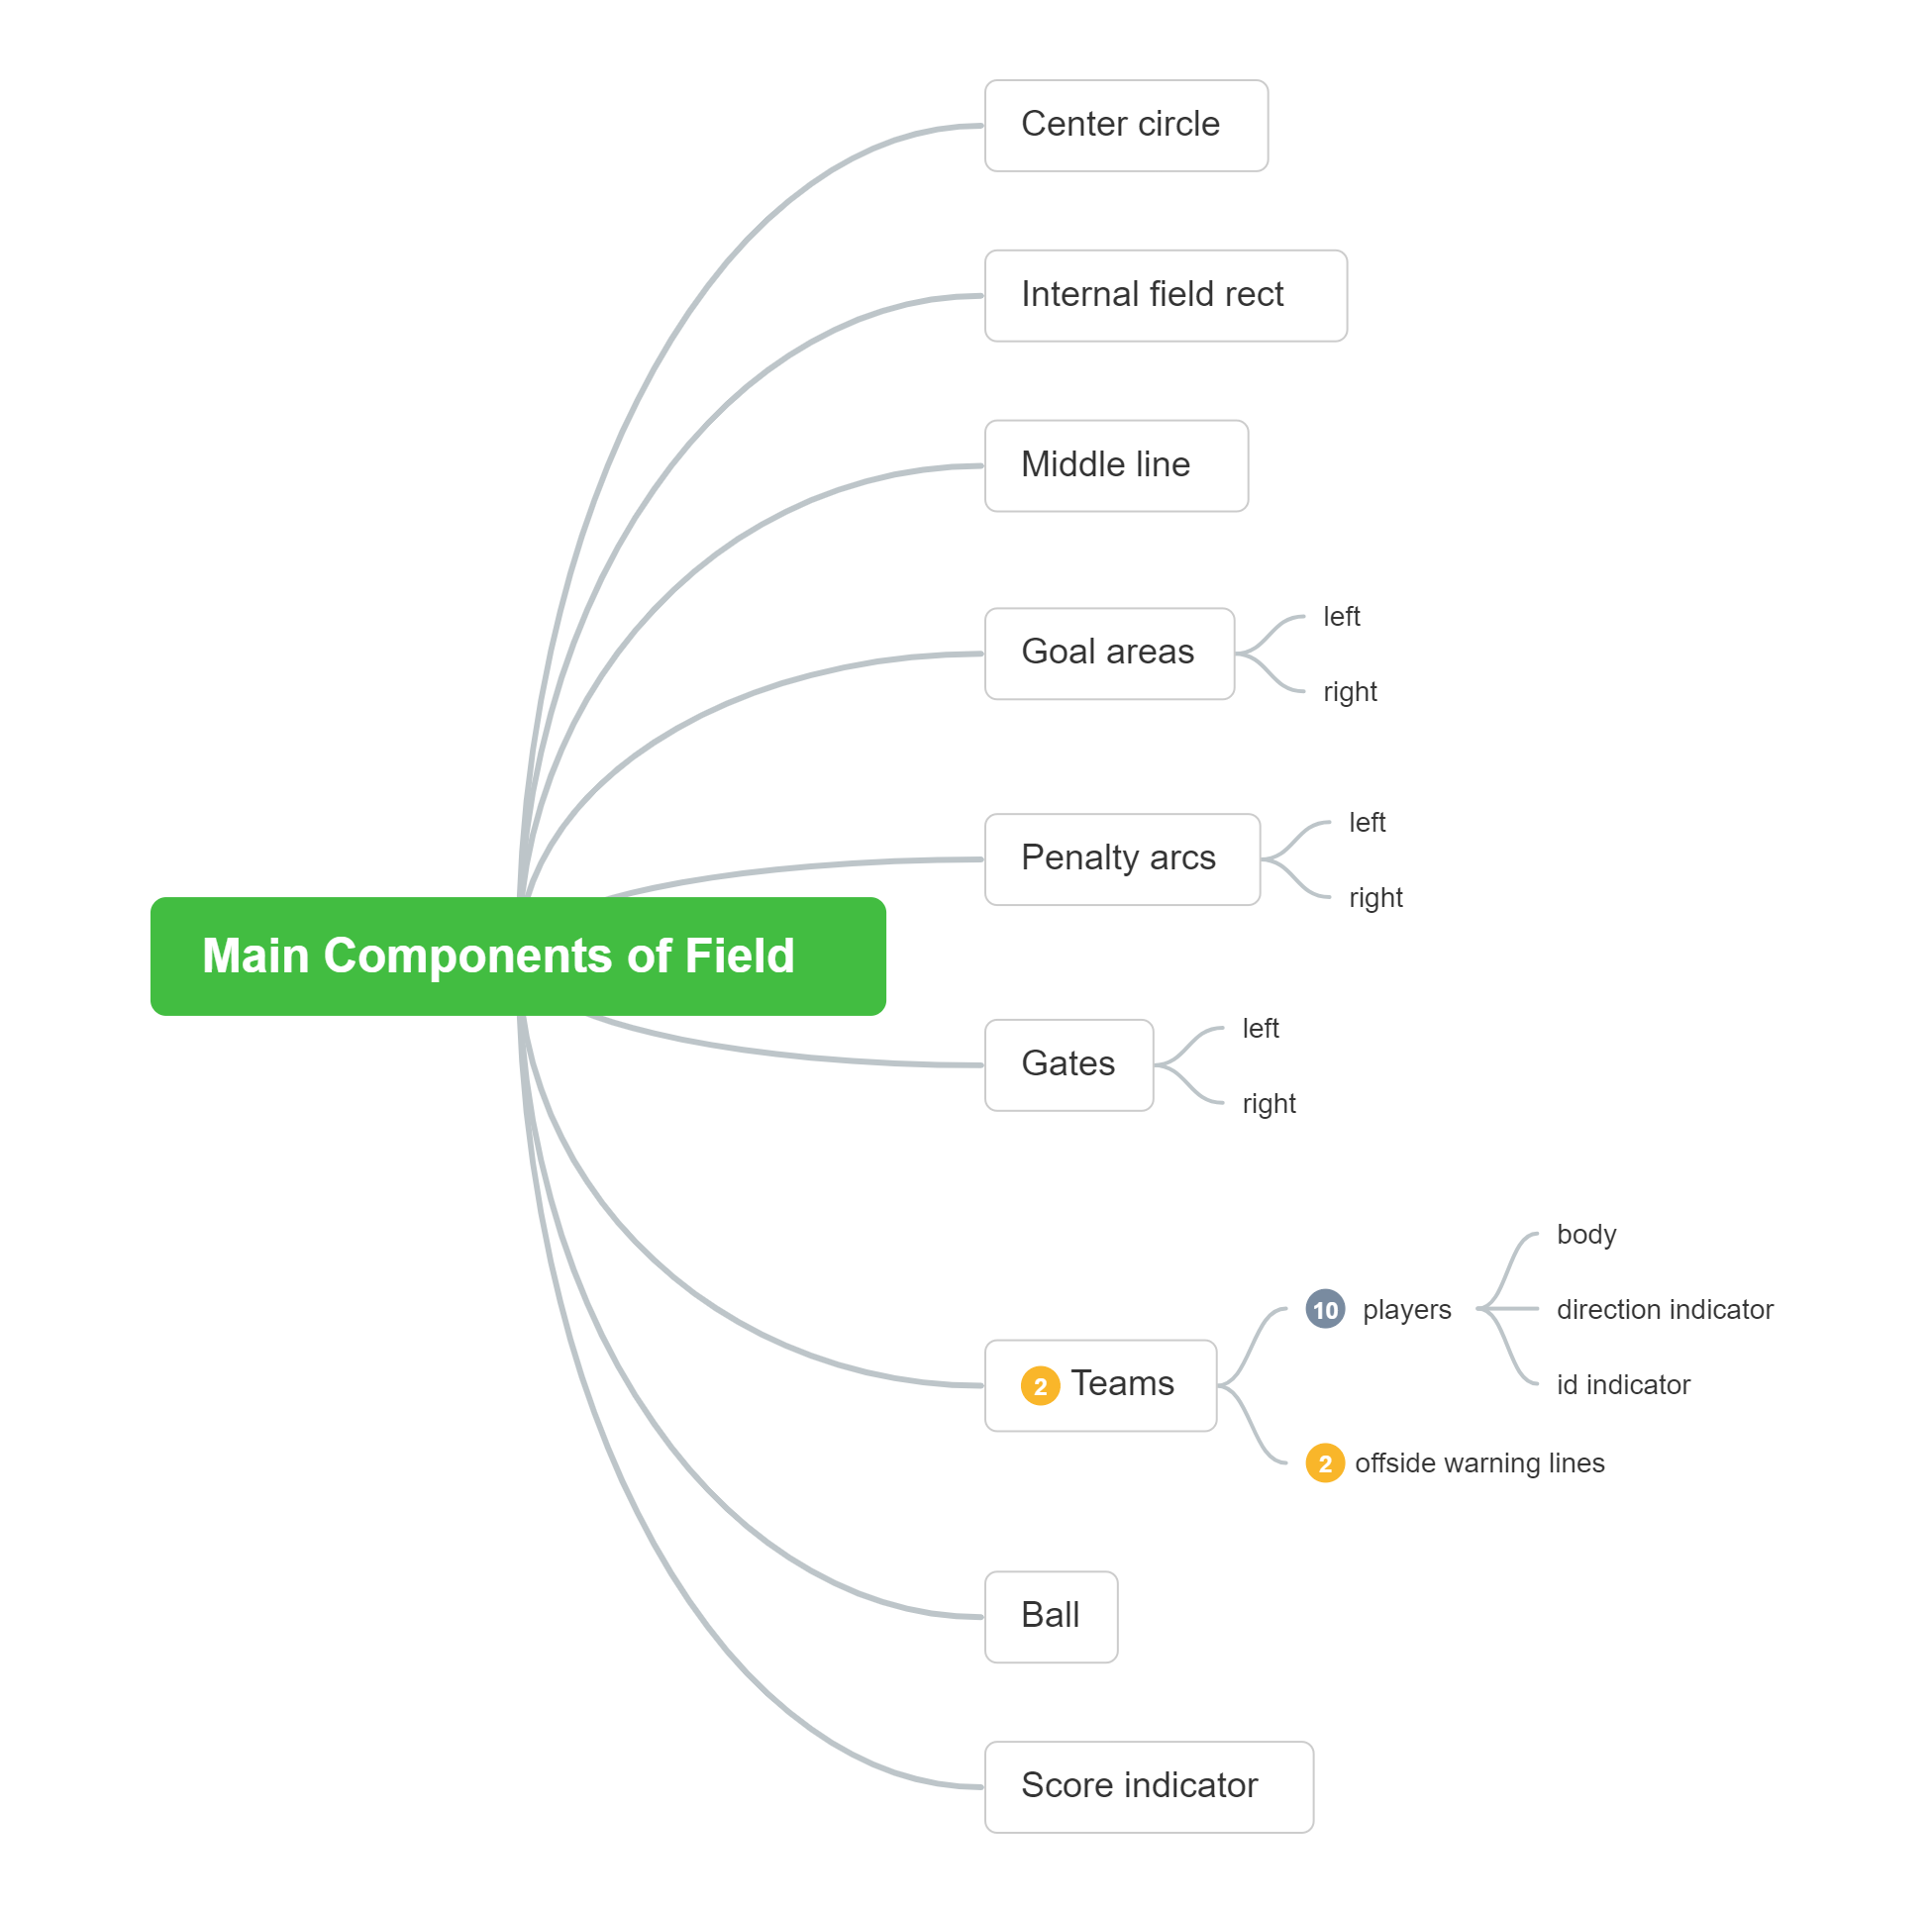 Center circle
Internal field rect
Middle line
Goal areas
left
right
Penalty arcs
left
right
Main Components of Field
Gates
left
right
2 Teams
10 players
body
direction indicator
id indicator
2 offside warning lines
Ball
Score indicator